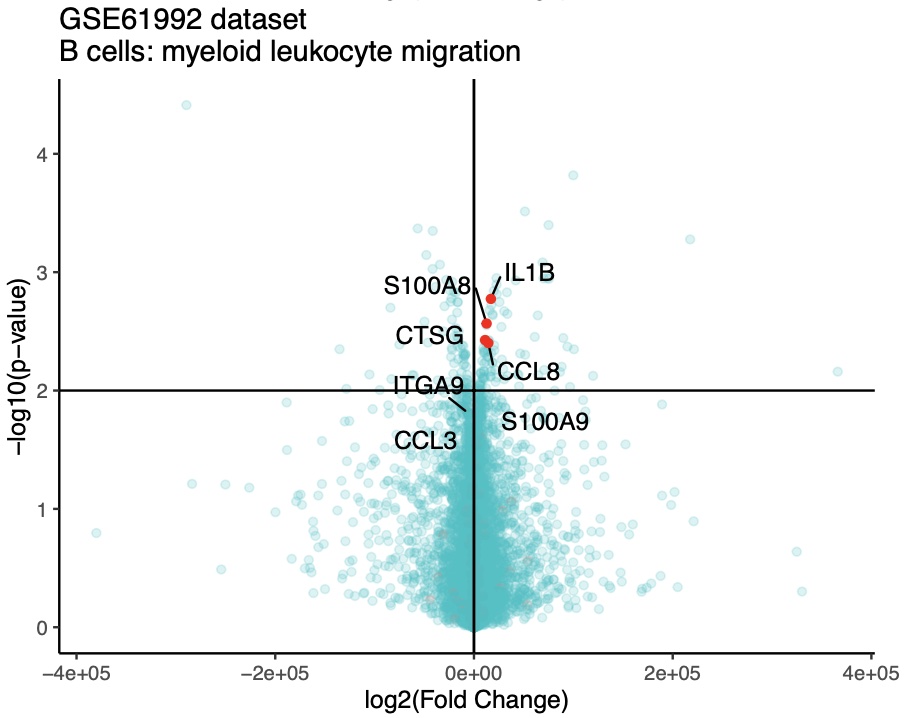 GSE61992 dataset
B cells: myeloid leukocyte migration
4
3
2
1
0
−log10(p−value)
IL1B
S100A8
CTSG
CCL8
ITGA9
S100A9
CCL3
−4e+05 −2e+05 0e+00 2e+05 4e+05
log2(Fold Change)